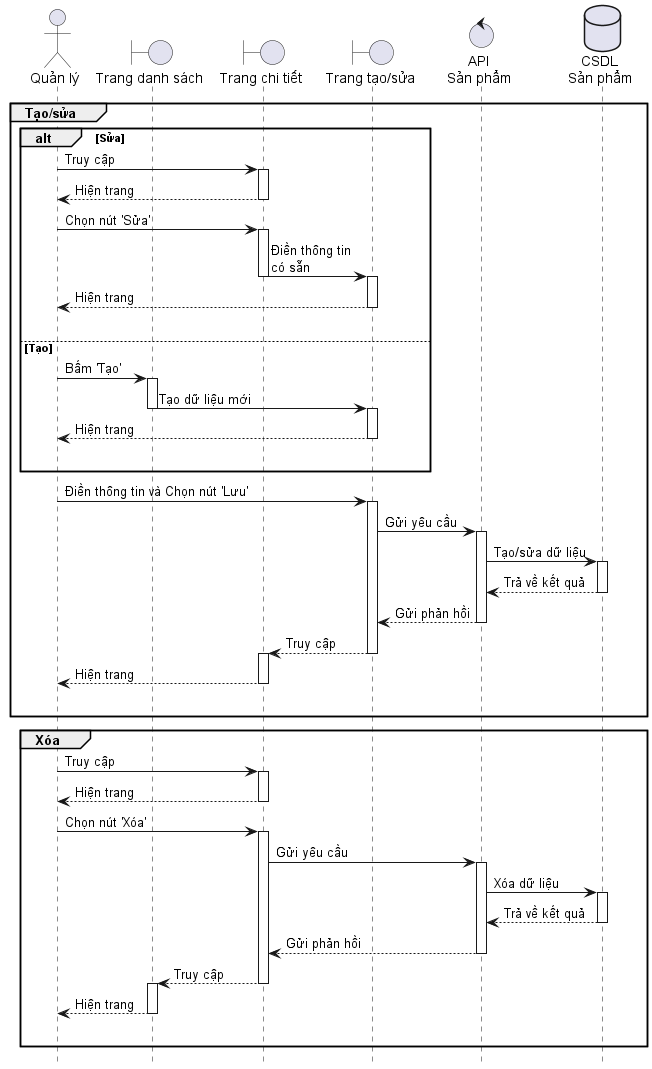 Quản lý
Trang danh sách
Trang chi tiết
Trang tạo/sửa
API
Sản phẩm
CSDL
Sản phẩm
Tạo/sửa
alt
[Sửa]
Truy cập
Hiện trang
Chọn nút 'Sửa'
Điền thông tin
có sẵn
Hiện trang
[Tạo]
Bấm 'Tạo'
Tạo dữ liệu mới
Hiện trang
Điền thông tin và Chọn nút 'Lưu'
Gửi yêu cầu
Tạo/sửa dữ liệu
Trả về kết quả
Gửi phản hồi
Truy cập
Hiện trang
Xóa
Truy cập
Hiện trang
Chọn nút 'Xóa'
Gửi yêu cầu
Xóa dữ liệu
Trả về kết quả
Gửi phản hồi
Truy cập
Hiện trang